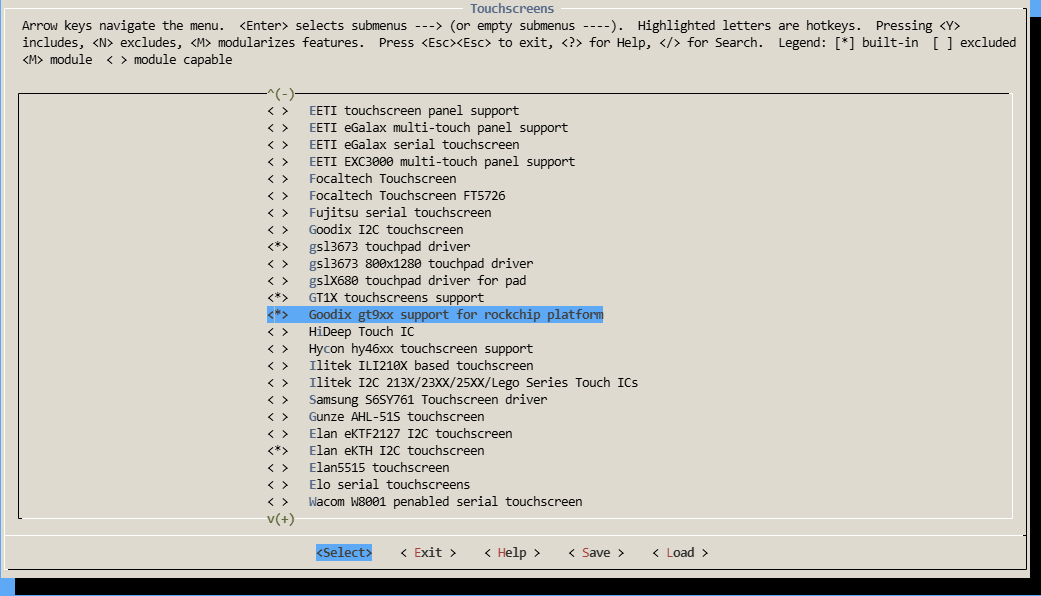 Touchscreens
Arrow keys navigate the menu.  <Enter> selects submenus ---> (or empty submenus ----).  Highlighted letters are hotkeys.  Pressing <Y>
includes, <N> excludes, <M> modularizes features.  Press <Esc><Esc> to exit, <?> for Help, </> for Search.  Legend: [*] built-in  [ ] excluded
<M> module  < > module capable
^(-)
< >   EETI touchscreen panel support
< >   EETI eGalax multi-touch panel support
< >   EETI eGalax serial touchscreen
< >   EETI EXC3000 multi-touch panel support
< >   Focaltech Touchscreen
< >   Focaltech Touchscreen FT5726
< >   Fujitsu serial touchscreen
< >   Goodix I2C touchscreen
<*>   gsl3673 touchpad driver
< >   gsl3673 800x1280 touchpad driver
< >   gslX680 touchpad driver for pad
<*>   GT1X touchscreens support
<*>   Goodix gt9xx support for rockchip platform
< >   HiDeep Touch IC
< >   Hycon hy46xx touchscreen support
< >   Ilitek ILI210X based touchscreen
< >   Ilitek I2C 213X/23XX/25XX/Lego Series Touch ICs
< >   Samsung S6SY761 Touchscreen driver
< >   Gunze AHL-51S touchscreen
< >   Elan eKTF2127 I2C touchscreen
<*>   Elan eKTH I2C touchscreen
< >   Elan5515 touchscreen
< >   Elo serial touchscreens
< >   Wacom W8001 penabled serial touchscreen
v(+)
<Select>    < Exit >    < Help >    < Save >    < Load >